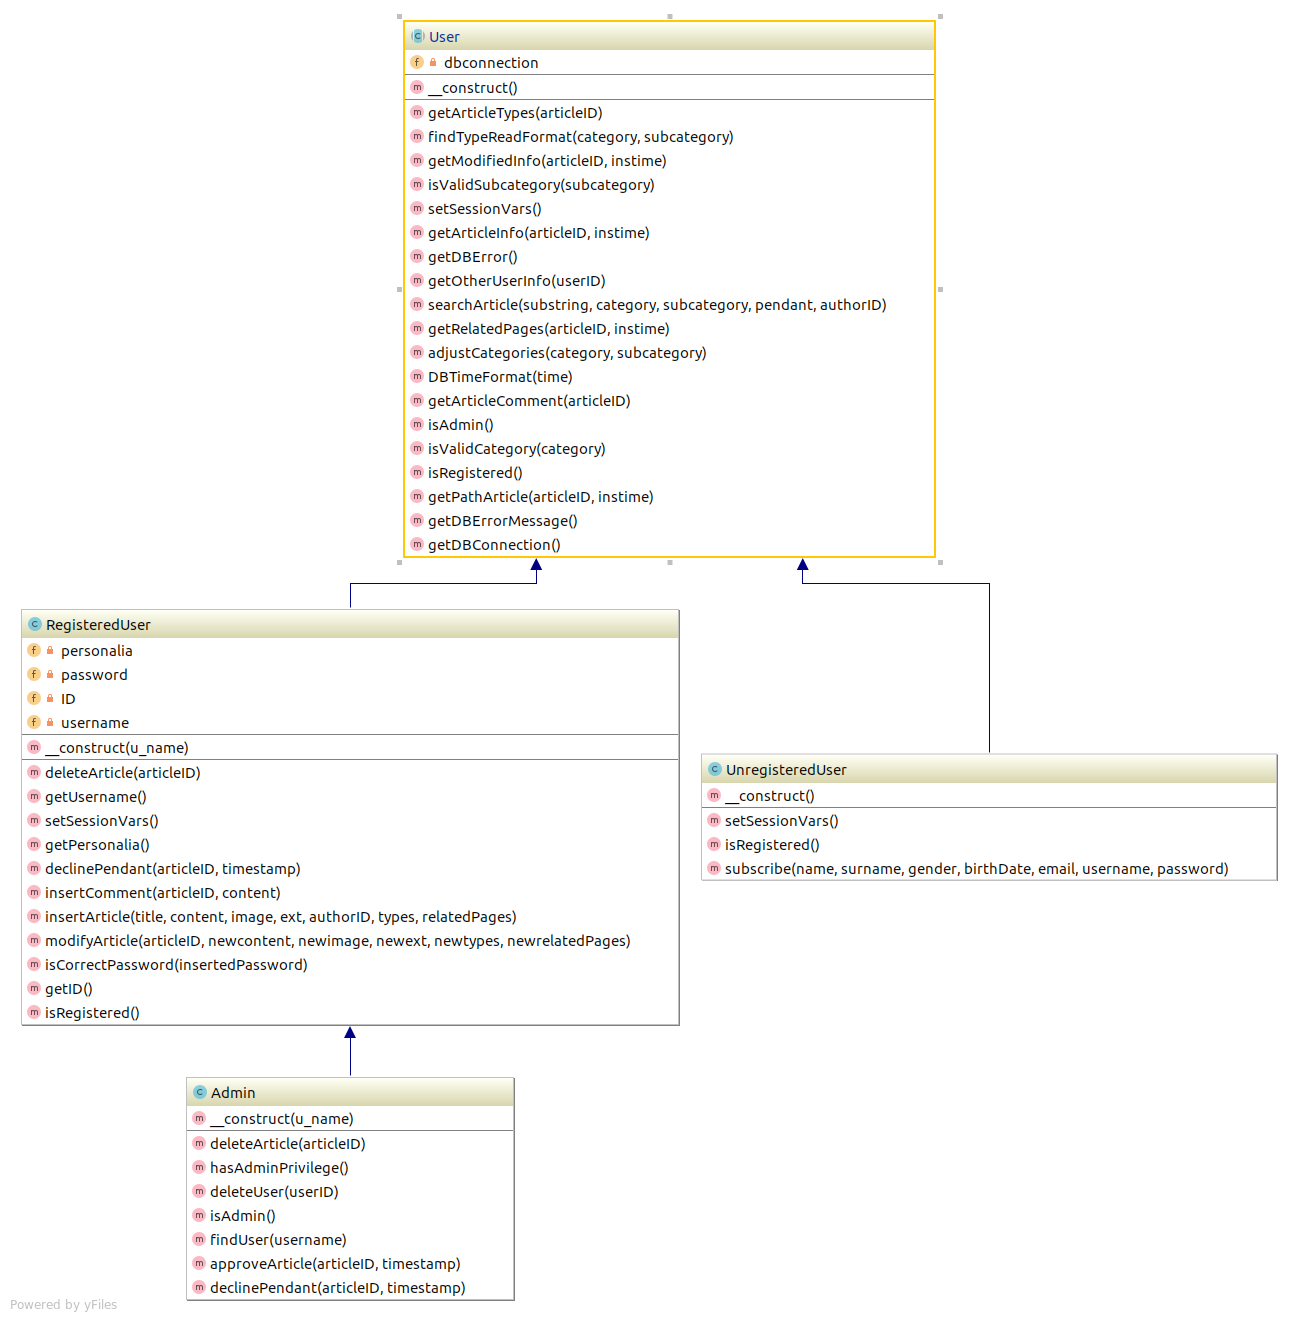 User
dbconnection
__construct()
getArticleTypes(articleID)
findTypeReadFormat(category, subcategory)
getModifiedInfo(articleID, instime)
isValidSubcategory(subcategory)
setSessionVars()
getArticleInfo(articleID, instime)
getDBError()
getOtherUserInfo(userID)
searchArticle(substring, category, subcategory, pendant, authorID)
getRelatedPages(articleID, instime)
adjustCategories(category, subcategory)
DBTimeFormat(time)
getArticleComment(articleID)
isAdmin()
isValidCategory(category)
isRegistered()
getPathArticle(articleID, instime)
getDBErrorMessage()
getDBConnection()
RegisteredUser
personalia
password
ID
username
__construct(u_name)
deleteArticle(articleID)
getUsername()
setSessionVars()
getPersonalia()
declinePendant(articleID, timestamp)
insertComment(articleID, content)
insertArticle(title, content, image, ext, authorID, types, relatedPages)
modifyArticle(articleID, newcontent, newimage, newext, newtypes, newrelatedPages)
isCorrectPassword(insertedPassword)
getID()
isRegistered()
UnregisteredUser
__construct()
setSessionVars()
isRegistered()
subscribe(name, surname, gender, birthDate, email, username, password)
Admin
__construct(u_name)
deleteArticle(articleID)
hasAdminPrivilege()
deleteUser(userID)
isAdmin()
findUser(username)
approveArticle(articleID, timestamp)
declinePendant(articleID, timestamp)
Powered by yFiles